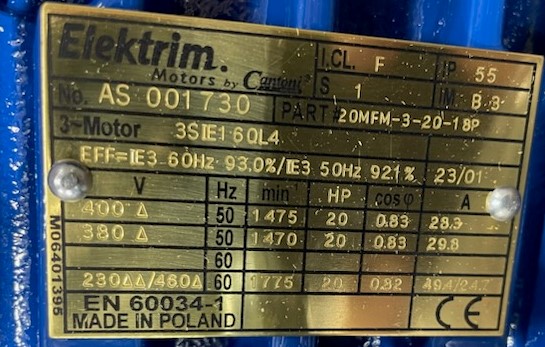 Elektrim.
Motors by Cantoni
I.CL. F IP 55
S 1 IM B 3
No. AS 001730 PART# 20MFM-3-20-18P
3~Motor 3SIE160L4
EFF=IE3 60Hz 93.0%/IE3 50Hz 92.1% 23/01
V Hz min⁻¹ HP cos φ A
400 Δ 50 1475 20 0.83 28.3
380 Δ 50 1470 20 0.83 29.8
60
230ΔΔ/460Δ 60 1775 20 0.82 49.4/24.7
EN 60034-1
MADE IN POLAND
CE
M06401395